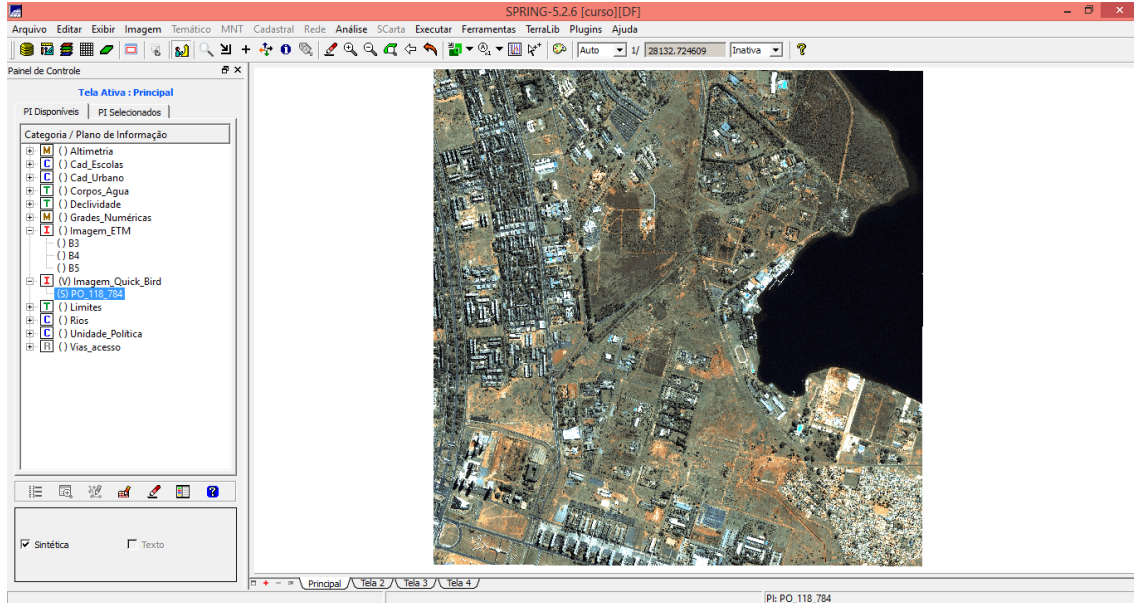 SPRING-5.2.6 [curso][DF]
Arquivo Editar Exibir Imagem Temático MNT Cadastral Rede Análise SCarta Executar Ferramentas TerraLib Plugins Ajuda
Auto 1/ 28132.724609 Inativa
Painel de Controle
Tela Ativa : Principal
PI Disponíveis PI Selecionados
Categoria / Plano de Informação
M () Altimetria
C () Cad_Escolas
C () Cad_Urbano
T () Corpos_Agua
T () Declividade
M () Grades_Numéricas
I () Imagem_ETM
() B3
() B4
() B5
I (V) Imagem_Quick_Bird
(S) PO_118_784
T () Limites
C () Rios
C () Unidade_Política
R () Vias_acesso
Sintética Texto
Principal Tela 2 Tela 3 Tela 4
PI: PO_118_784